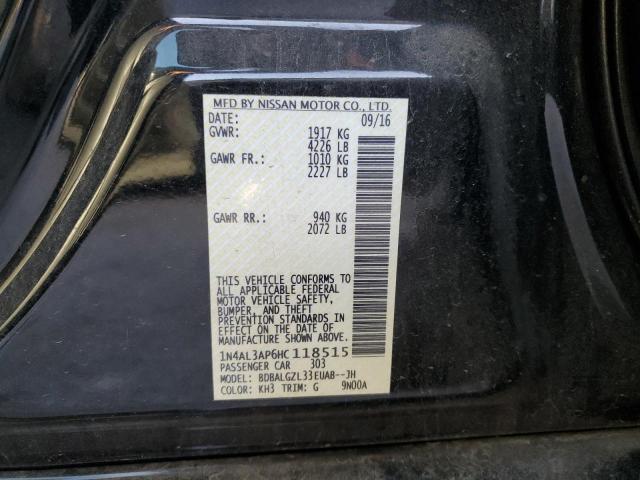 MFD BY NISSAN MOTOR CO., LTD.
DATE: 09/16
GVWR: 1917 KG
4226 LB
GAWR FR.: 1010 KG
2227 LB
GAWR RR.: 940 KG
2072 LB
THIS VEHICLE CONFORMS TO
ALL APPLICABLE FEDERAL
MOTOR VEHICLE SAFETY,
BUMPER, AND THEFT
PREVENTION STANDARDS IN
EFFECT ON THE DATE OF
MANUFACTURE SHOWN ABOVE.
1N4AL3AP6HC118515
PASSENGER CAR 303
MODEL: BDBALGZL33EUAB--JH
COLOR: KH3 TRIM: G 9N00A